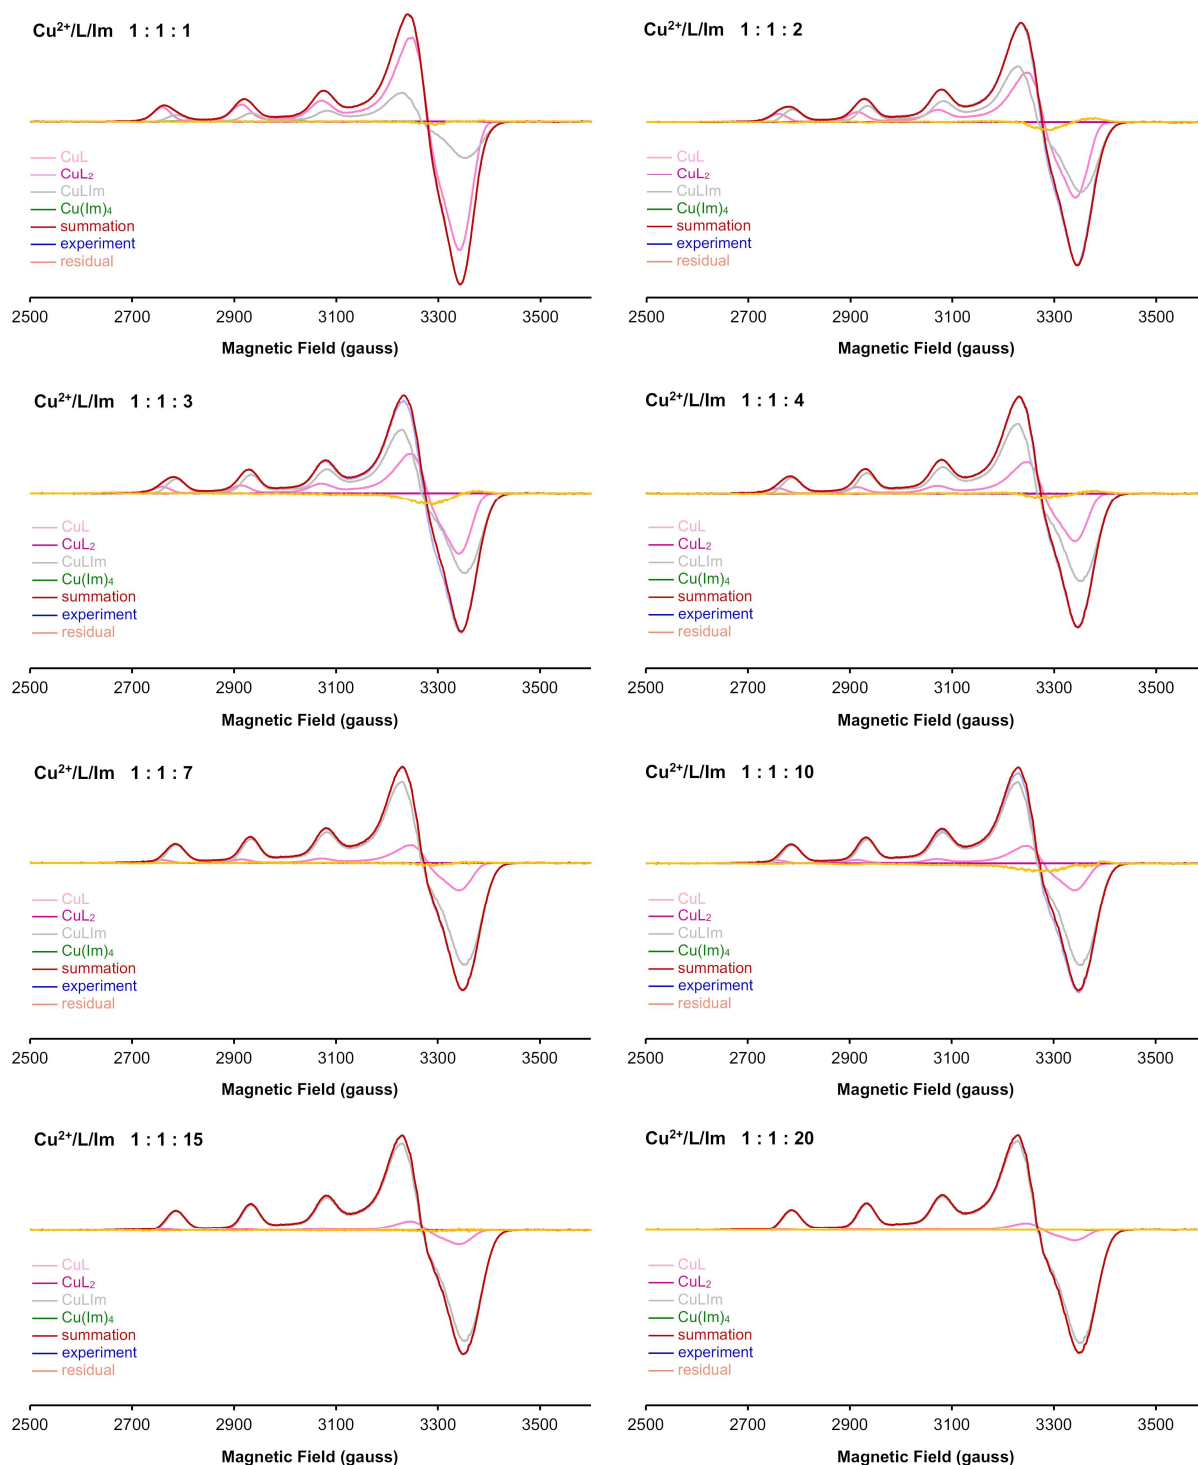 Cu²⁺/L/Im 1 : 1 : 1
CuL
CuL₂
CuLIm
Cu(Im)₄
summation
experiment
residual
2500 2700 2900 3100 3300 3500
Magnetic Field (gauss)
Cu²⁺/L/Im 1 : 1 : 2
CuL
CuL₂
CuLIm
Cu(Im)₄
summation
experiment
residual
2500 2700 2900 3100 3300 3500
Magnetic Field (gauss)
Cu²⁺/L/Im 1 : 1 : 3
CuL
CuL₂
CuLIm
Cu(Im)₄
summation
experiment
residual
2500 2700 2900 3100 3300 3500
Magnetic Field (gauss)
Cu²⁺/L/Im 1 : 1 : 4
CuL
CuL₂
CuLIm
Cu(Im)₄
summation
experiment
residual
2500 2700 2900 3100 3300 3500
Magnetic Field (gauss)
Cu²⁺/L/Im 1 : 1 : 7
CuL
CuL₂
CuLIm
Cu(Im)₄
summation
experiment
residual
2500 2700 2900 3100 3300 3500
Magnetic Field (gauss)
Cu²⁺/L/Im 1 : 1 : 10
CuL
CuL₂
CuLIm
Cu(Im)₄
summation
experiment
residual
2500 2700 2900 3100 3300 3500
Magnetic Field (gauss)
Cu²⁺/L/Im 1 : 1 : 15
CuL
CuL₂
CuLIm
Cu(Im)₄
summation
experiment
residual
2500 2700 2900 3100 3300 3500
Magnetic Field (gauss)
Cu²⁺/L/Im 1 : 1 : 20
CuL
CuL₂
CuLIm
Cu(Im)₄
summation
experiment
residual
2500 2700 2900 3100 3300 3500
Magnetic Field (gauss)